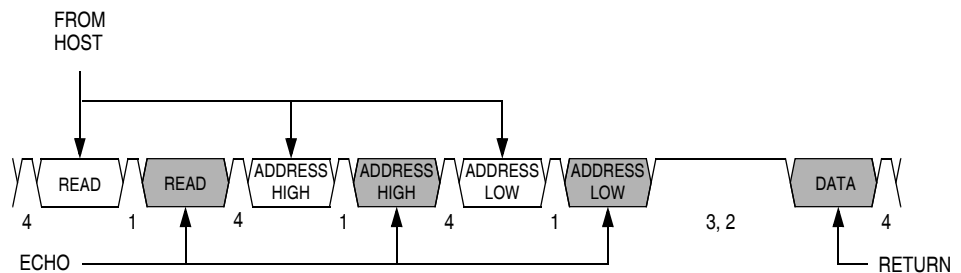 FROM
HOST
READ
READ
ADDRESS
HIGH
ADDRESS
HIGH
ADDRESS
LOW
ADDRESS
LOW
DATA
4
1
4
1
4
1
3, 2
4
ECHO
RETURN